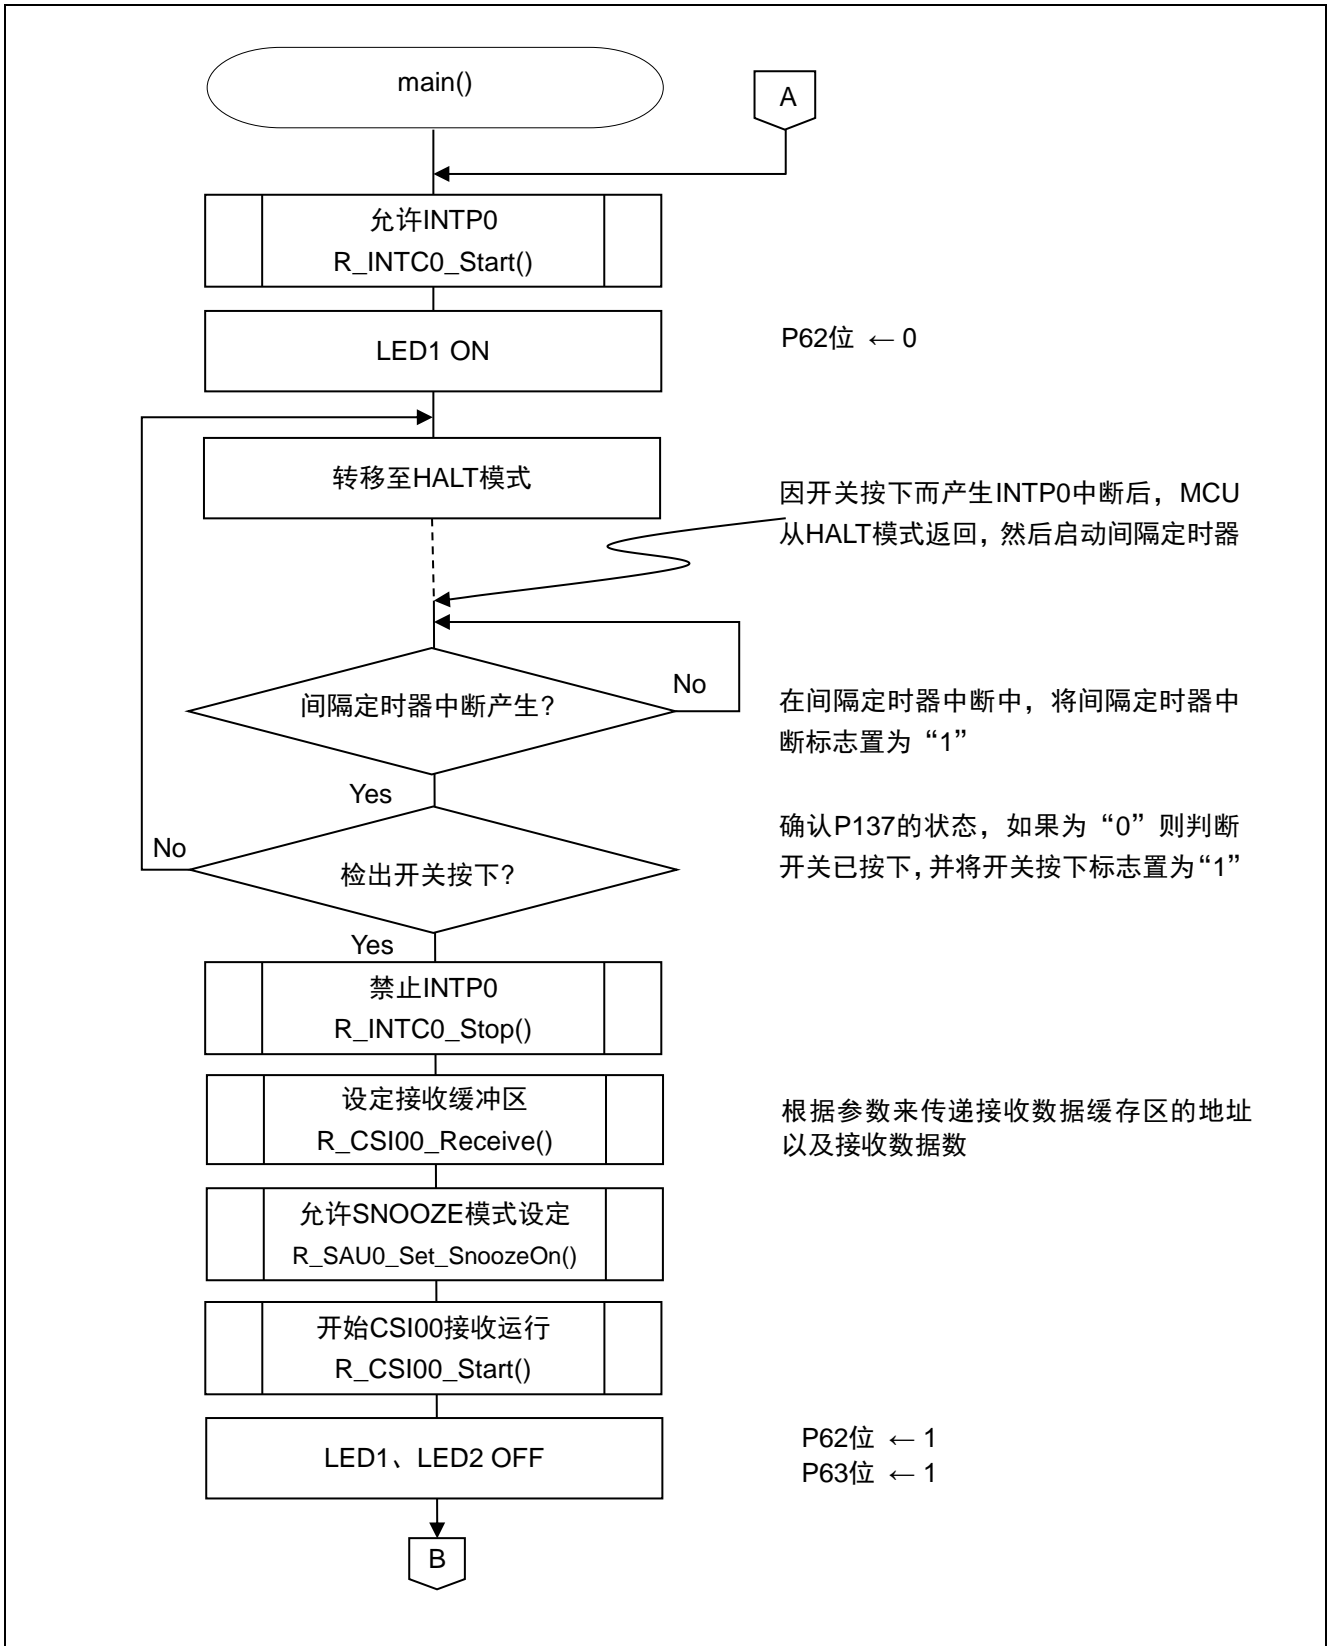 main()
A
允许INTP0
R_INTC0_Start()
LED1 ON
P62位 ← 0
转移至HALT模式
因开关按下而产生INTP0中断后，MCU
从HALT模式返回，然后启动间隔定时器
间隔定时器中断产生？
No
在间隔定时器中断中，将间隔定时器中
断标志置为“1”
Yes
No
检出开关按下？
确认P137的状态，如果为“0”则判断
开关已按下，并将开关按下标志置为“1”
Yes
禁止INTP0
R_INTC0_Stop()
设定接收缓冲区
R_CSI00_Receive()
根据参数来传递接收数据缓存区的地址
以及接收数据数
允许SNOOZE模式设定
R_SAU0_Set_SnoozeOn()
开始CSI00接收运行
R_CSI00_Start()
LED1、LED2 OFF
P62位 ← 1
P63位 ← 1
B